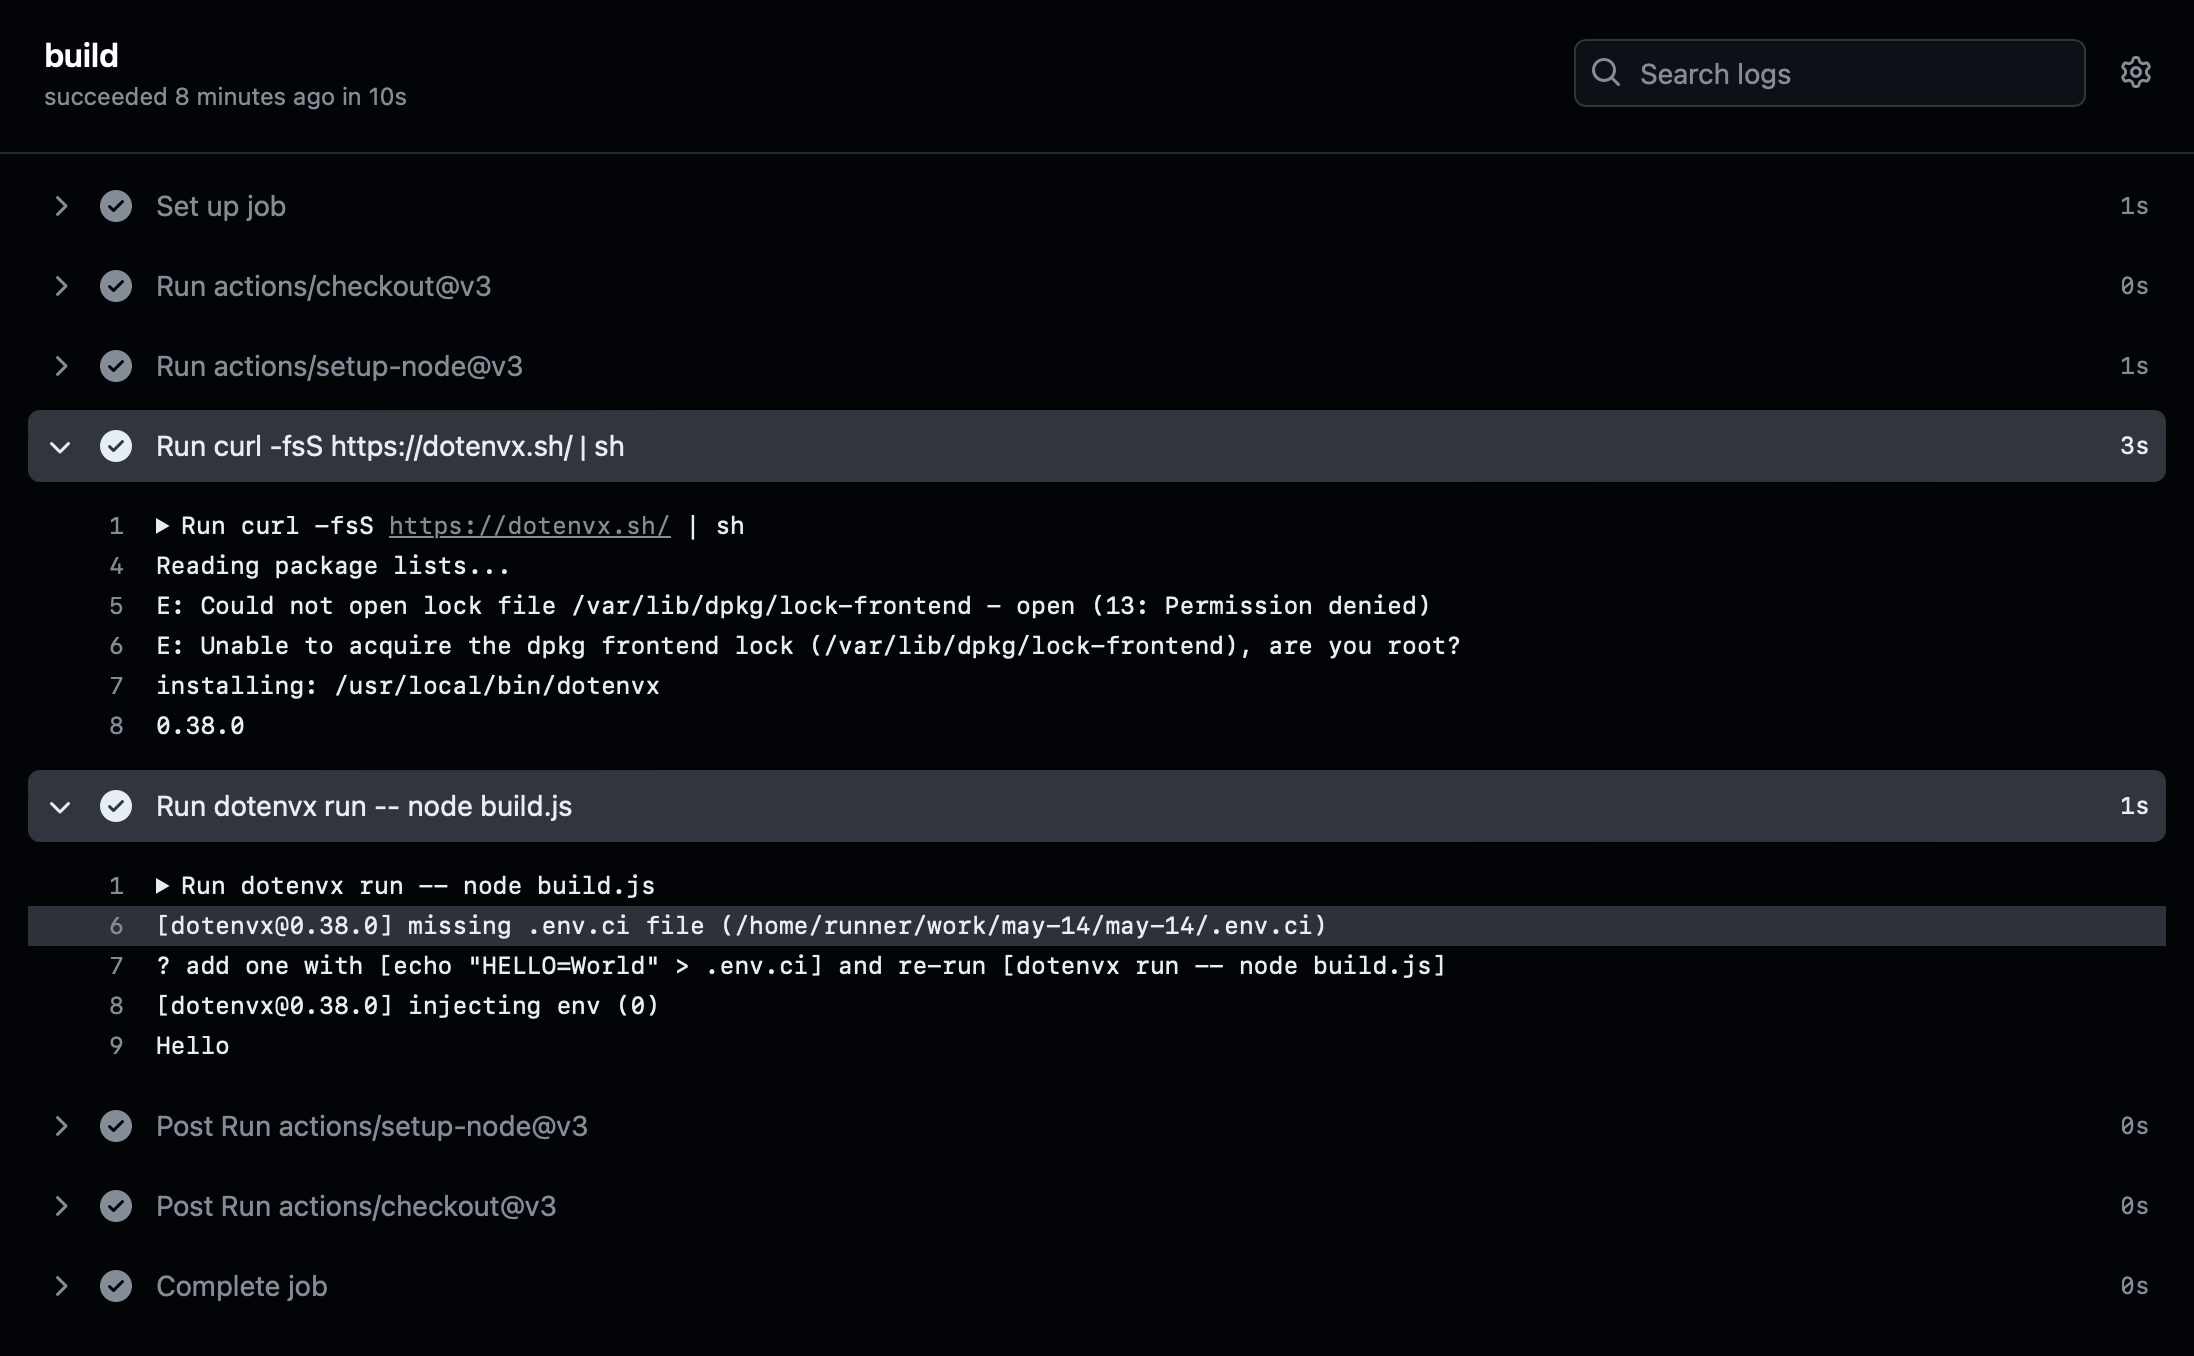 build
succeeded 8 minutes ago in 10s
Search logs
Set up job 1s
Run actions/checkout@v3 0s
Run actions/setup-node@v3 1s
Run curl -fsS https://dotenvx.sh/ | sh 3s
1 Run curl -fsS https://dotenvx.sh/ | sh
4 Reading package lists...
5 E: Could not open lock file /var/lib/dpkg/lock-frontend - open (13: Permission denied)
6 E: Unable to acquire the dpkg frontend lock (/var/lib/dpkg/lock-frontend), are you root?
7 installing: /usr/local/bin/dotenvx
8 0.38.0
Run dotenvx run -- node build.js 1s
1 Run dotenvx run -- node build.js
6 [dotenvx@0.38.0] missing .env.ci file (/home/runner/work/may-14/may-14/.env.ci)
7 ? add one with [echo "HELLO=World" > .env.ci] and re-run [dotenvx run -- node build.js]
8 [dotenvx@0.38.0] injecting env (0)
9 Hello
Post Run actions/setup-node@v3 0s
Post Run actions/checkout@v3 0s
Complete job 0s